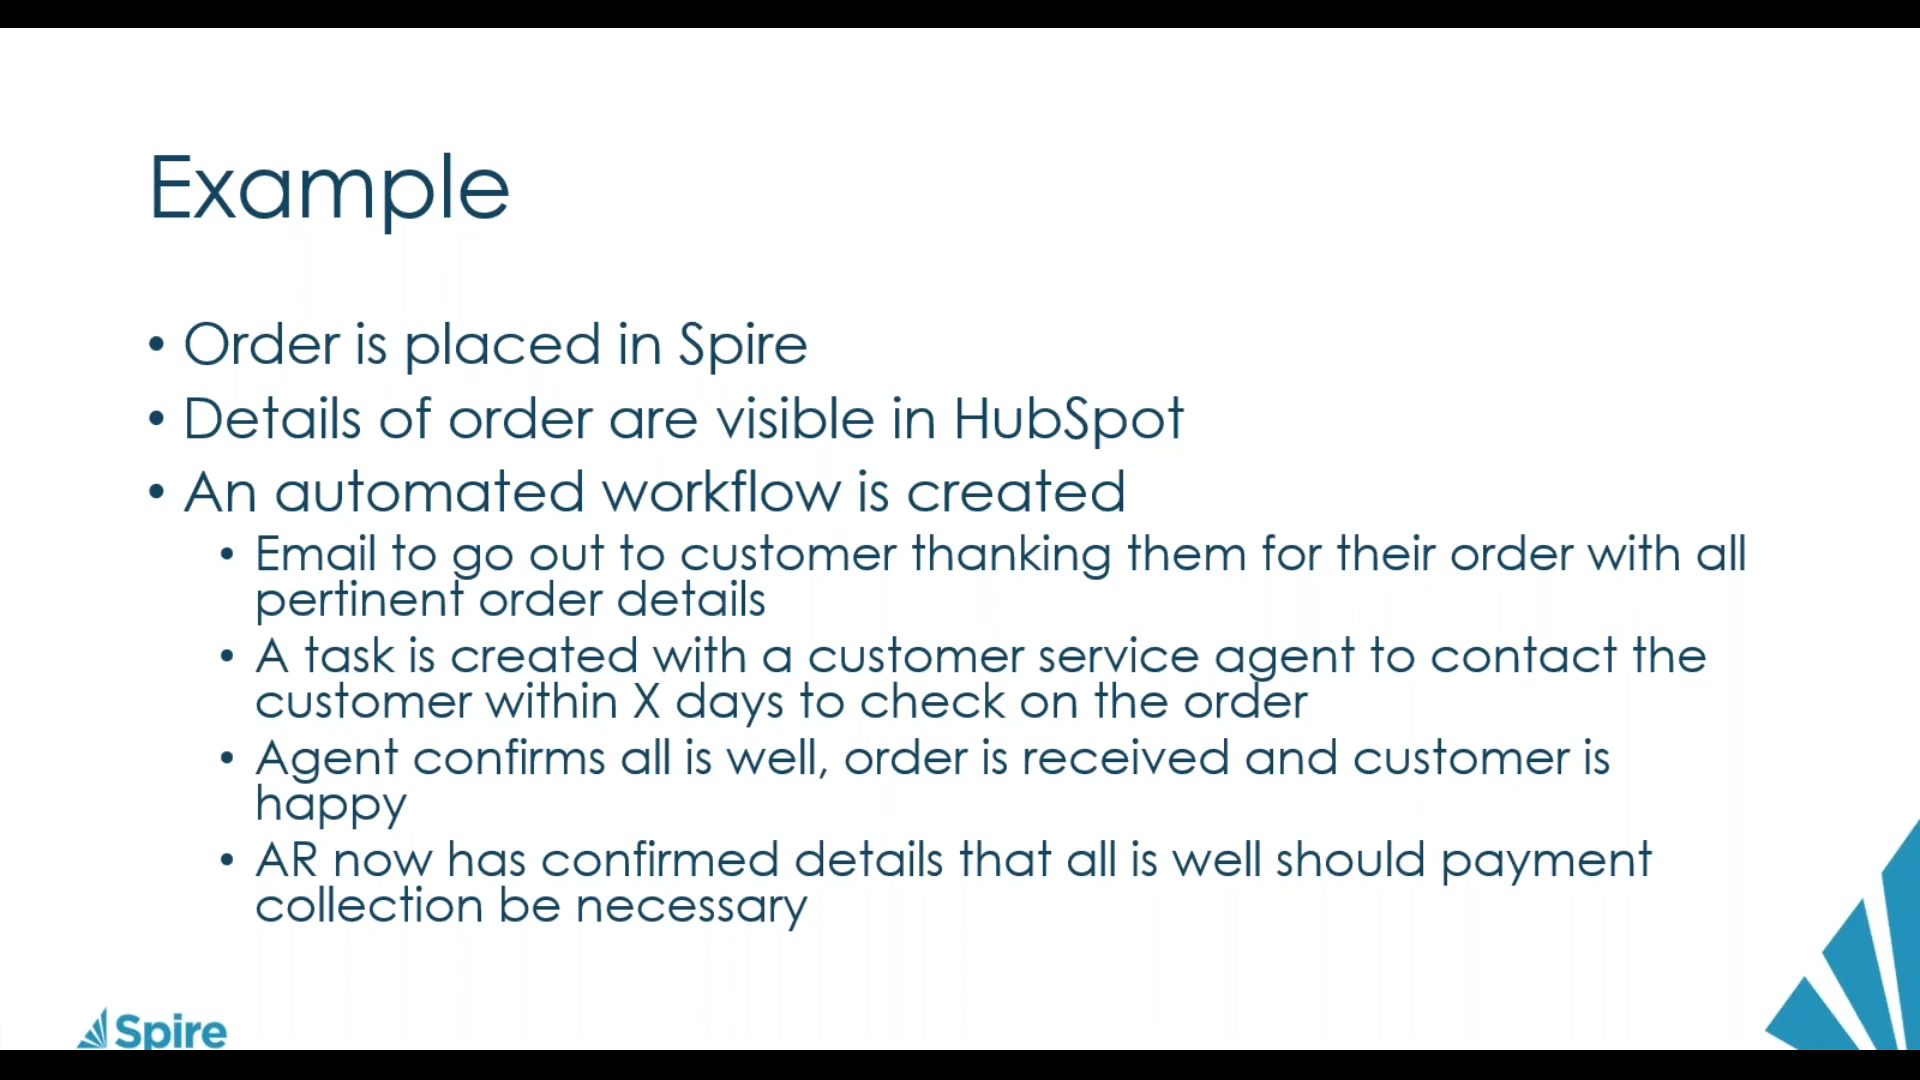 Example
• Order is placed in Spire
• Details of order are visible in HubSpot
• An automated workflow is created
• Email to go out to customer thanking them for their order with all
pertinent order details
• A task is created with a customer service agent to contact the
customer within X days to check on the order
• Agent confirms all is well, order is received and customer is
happy
• AR now has confirmed details that all is well should payment
collection be necessary
Spire